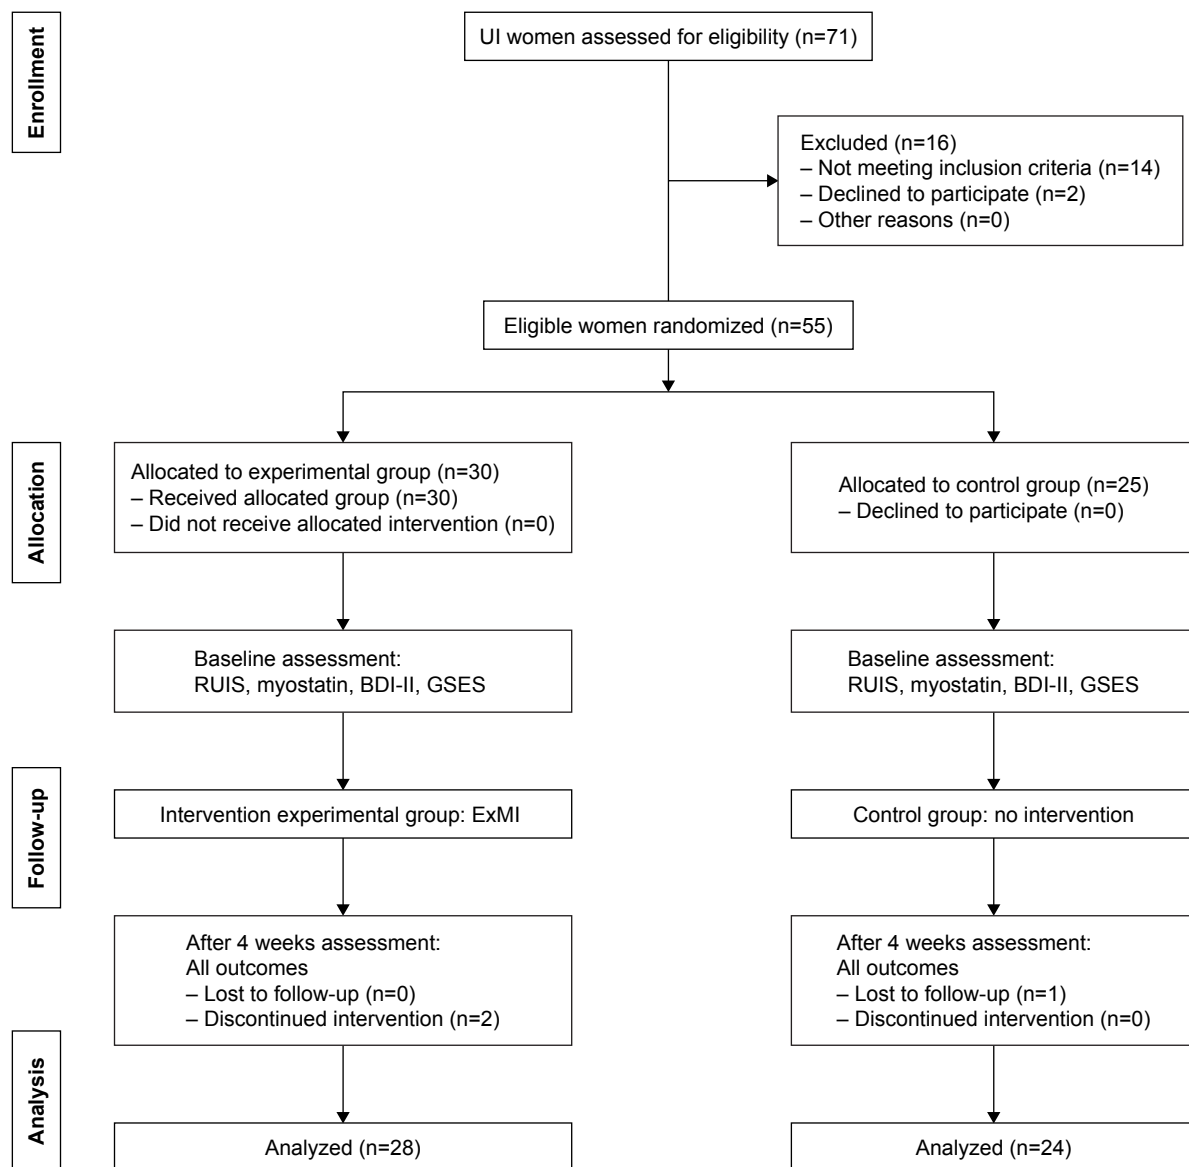 Enrollment
UI women assessed for eligibility (n=71)
Excluded (n=16)
– Not meeting inclusion criteria (n=14)
– Declined to participate (n=2)
– Other reasons (n=0)
Eligible women randomized (n=55)
Allocation
Allocated to experimental group (n=30)
– Received allocated group (n=30)
– Did not receive allocated intervention (n=0)
Allocated to control group (n=25)
– Declined to participate (n=0)
Baseline assessment:
RUIS, myostatin, BDI-II, GSES
Baseline assessment:
RUIS, myostatin, BDI-II, GSES
Follow-up
Intervention experimental group: ExMI
Control group: no intervention
After 4 weeks assessment:
All outcomes
– Lost to follow-up (n=0)
– Discontinued intervention (n=2)
After 4 weeks assessment:
All outcomes
– Lost to follow-up (n=1)
– Discontinued intervention (n=0)
Analysis
Analyzed (n=28)
Analyzed (n=24)